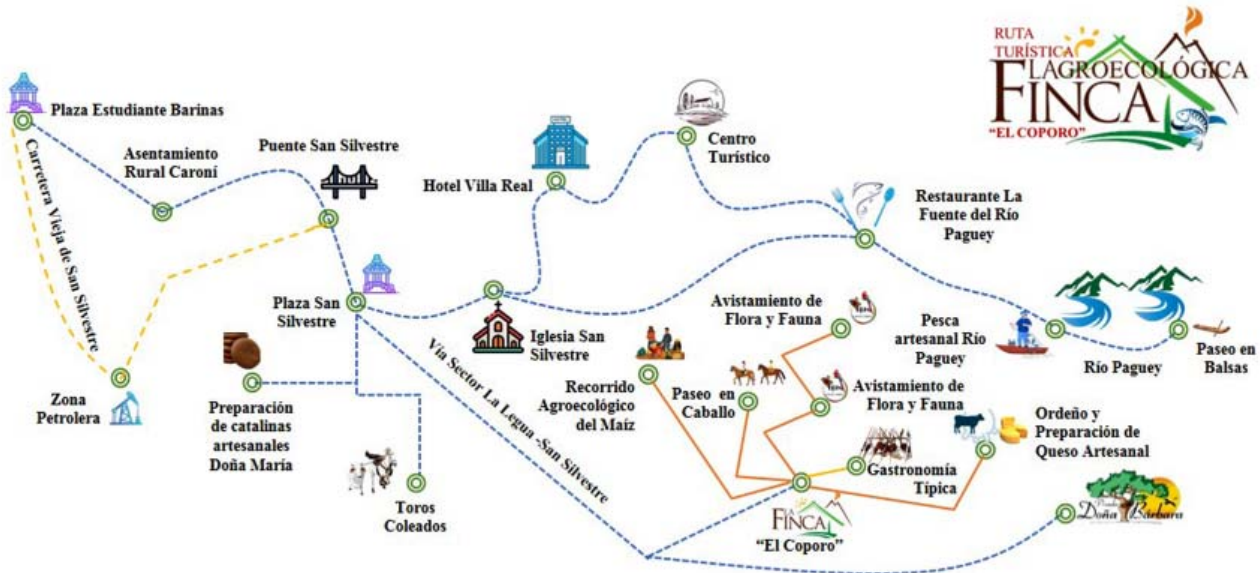 RUTA
TURÍSTICA
LAGROECOLÓGICA
FINCA
"EL COPORO"
Plaza Estudiante Barinas
Asentamiento
Rural Caroní
Puente San Silvestre
Hotel Villa Real
Centro
Turístico
Restaurante La
Fuente del Río
Paguey
Carretera Vieja de San Silvestre
Plaza San
Silvestre
Iglesia San
Silvestre
Avistamiento de
Flora y Fauna
Pesca
artesanal Río
Paguey
Río Paguey
Paseo en
Balsas
Zona
Petrolera
Preparación
de catalinas
artesanales
Doña María
Vía Sector La Legua -San Silvestre
Recorrido
Agroecológico
del Maíz
Paseo en
Caballo
Avistamiento de
Flora y Fauna
Ordeño y
Preparación de
Queso Artesanal
Toros
Coleados
Gastronomía
Típica
LA
FINCA
"El Coporo"
Doña Bárbara